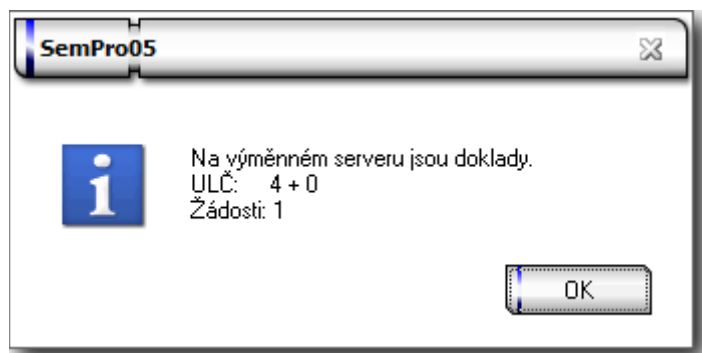 SemPro05
Na výměnném serveru jsou doklady.
ULČ: 4 + 0
Žádosti: 1
OK